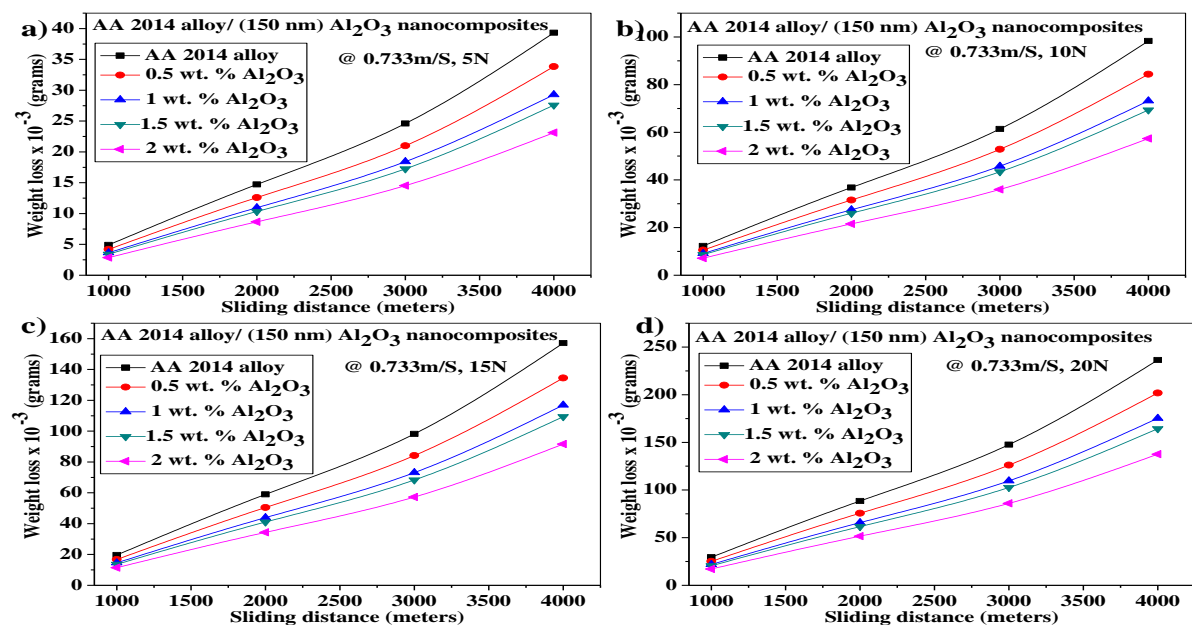 a)
AA 2014 alloy/ (150 nm) Al₂O₃ nanocomposites
@ 0.733m/S, 5N
AA 2014 alloy
0.5 wt. % Al₂O₃
1 wt. % Al₂O₃
1.5 wt. % Al₂O₃
2 wt. % Al₂O₃
Weight loss x 10⁻³ (grams)
40
35
30
25
20
15
10
5
0
1000 1500 2000 2500 3000 3500 4000
Sliding distance (meters)
b)
AA 2014 alloy/ (150 nm) Al₂O₃ nanocomposites
@ 0.733m/S, 10N
AA 2014 alloy
0.5 wt. % Al₂O₃
1 wt. % Al₂O₃
1.5 wt. % Al₂O₃
2 wt. % Al₂O₃
Weight loss x 10⁻³ (grams)
100
80
60
40
20
0
1000 1500 2000 2500 3000 3500 4000
Sliding distance (meters)
c)
AA 2014 alloy/ (150 nm) Al₂O₃ nanocomposites
@ 0.733m/S, 15N
AA 2014 alloy
0.5 wt. % Al₂O₃
1 wt. % Al₂O₃
1.5 wt. % Al₂O₃
2 wt. % Al₂O₃
Weight loss x 10⁻³ (grams)
160
140
120
100
80
60
40
20
0
1000 1500 2000 2500 3000 3500 4000
Sliding distance (meters)
d)
AA 2014 alloy/ (150 nm) Al₂O₃ nanocomposites
@ 0.733m/S, 20N
AA 2014 alloy
0.5 wt. % Al₂O₃
1 wt. % Al₂O₃
1.5 wt. % Al₂O₃
2 wt. % Al₂O₃
Weight loss x 10⁻³ (grams)
250
200
150
100
50
0
1000 1500 2000 2500 3000 3500 4000
Sliding distance (meters)